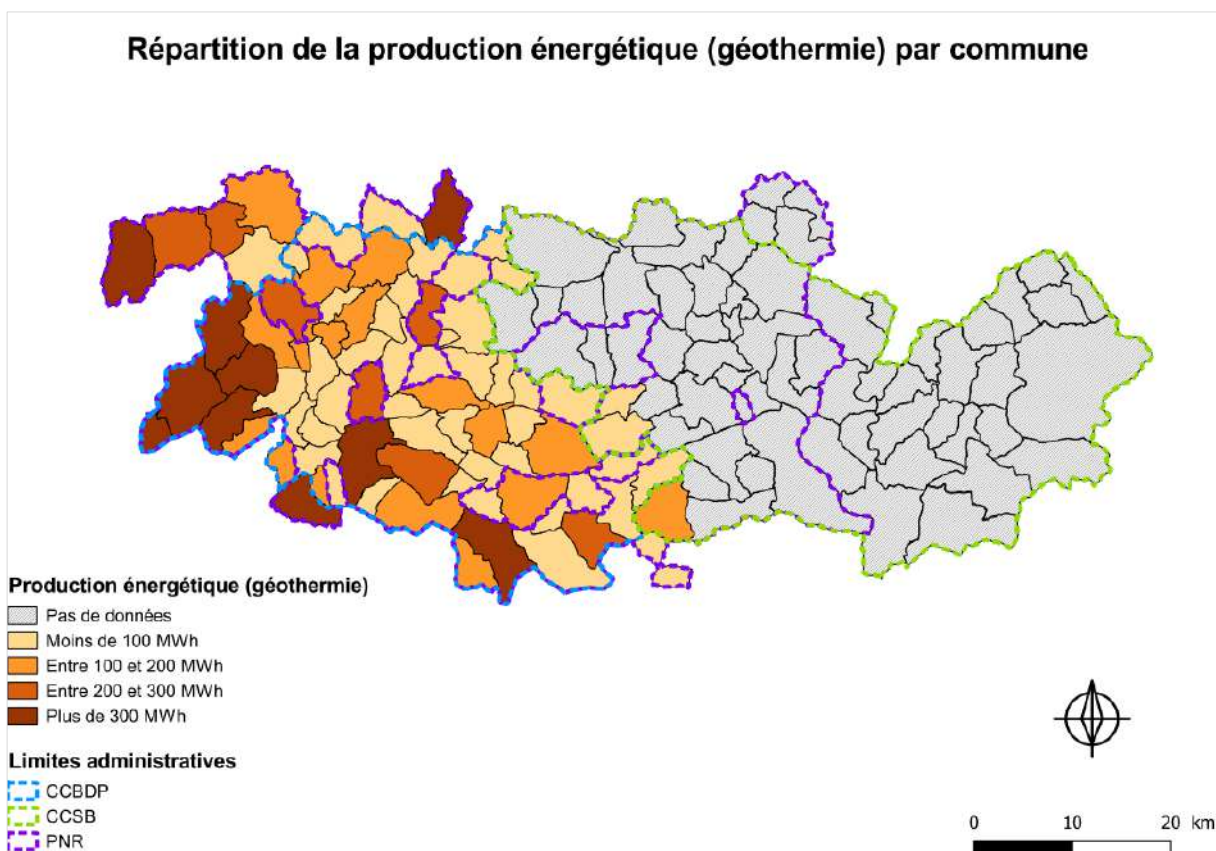 Répartition de la production énergétique (géothermie) par commune
Production énergétique (géothermie)
Pas de données
Moins de 100 MWh
Entre 100 et 200 MWh
Entre 200 et 300 MWh
Plus de 300 MWh
Limites administratives
CCBDP
CCSB
PNR
0 10 20 km